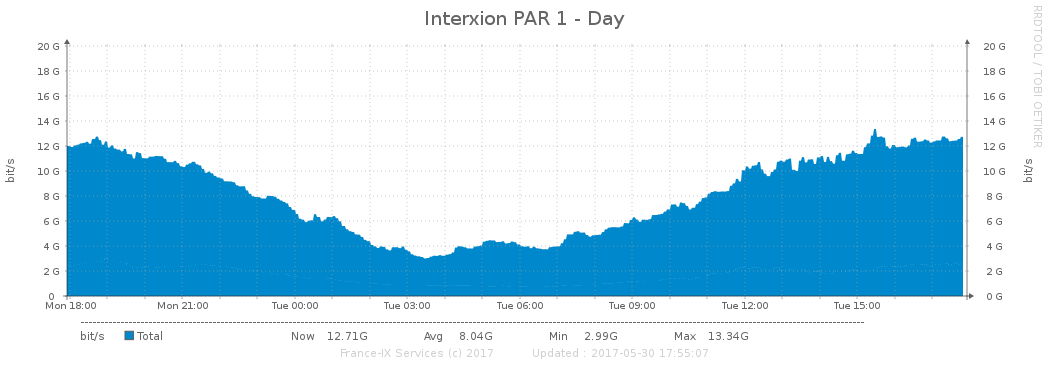 Interxion PAR 1 - Day
RRDTOOL / TOBI OETIKER
20 G 20 G
18 G 18 G
16 G 16 G
14 G 14 G
12 G 12 G
10 G 10 G
8 G 8 G
6 G 6 G
4 G 4 G
2 G 2 G
0 0 G
bit/s
bit/s
Mon 18:00 Mon 21:00 Tue 00:00 Tue 03:00 Tue 06:00 Tue 09:00 Tue 12:00 Tue 15:00
bit/s Total Now 12.71G Avg 8.04G Min 2.99G Max 13.34G
France-IX Services (c) 2017 Updated : 2017-05-30 17:55:07